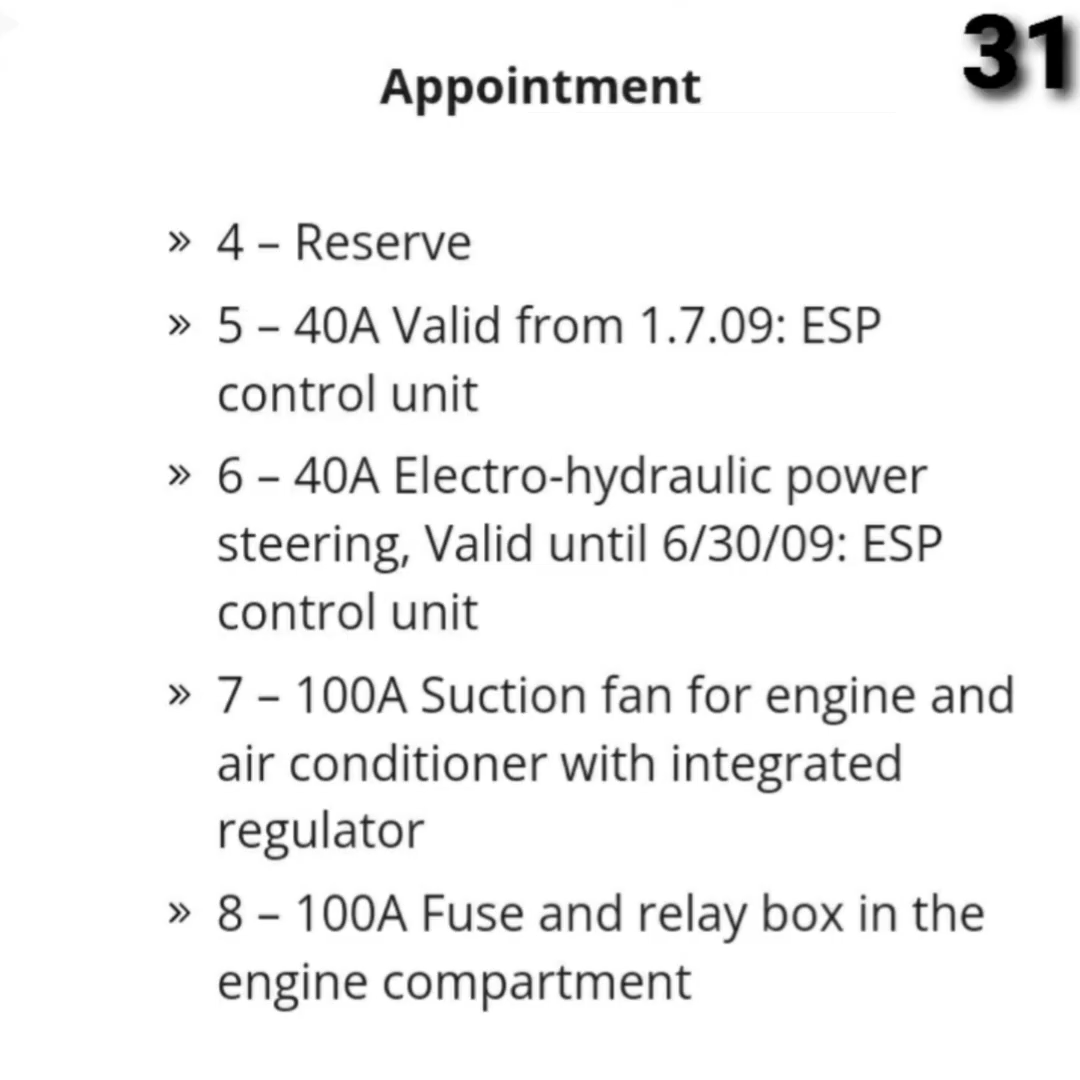 31
Appointment
» 4 – Reserve
» 5 – 40A Valid from 1.7.09: ESP
control unit
» 6 – 40A Electro-hydraulic power
steering, Valid until 6/30/09: ESP
control unit
» 7 – 100A Suction fan for engine and
air conditioner with integrated
regulator
» 8 – 100A Fuse and relay box in the
engine compartment